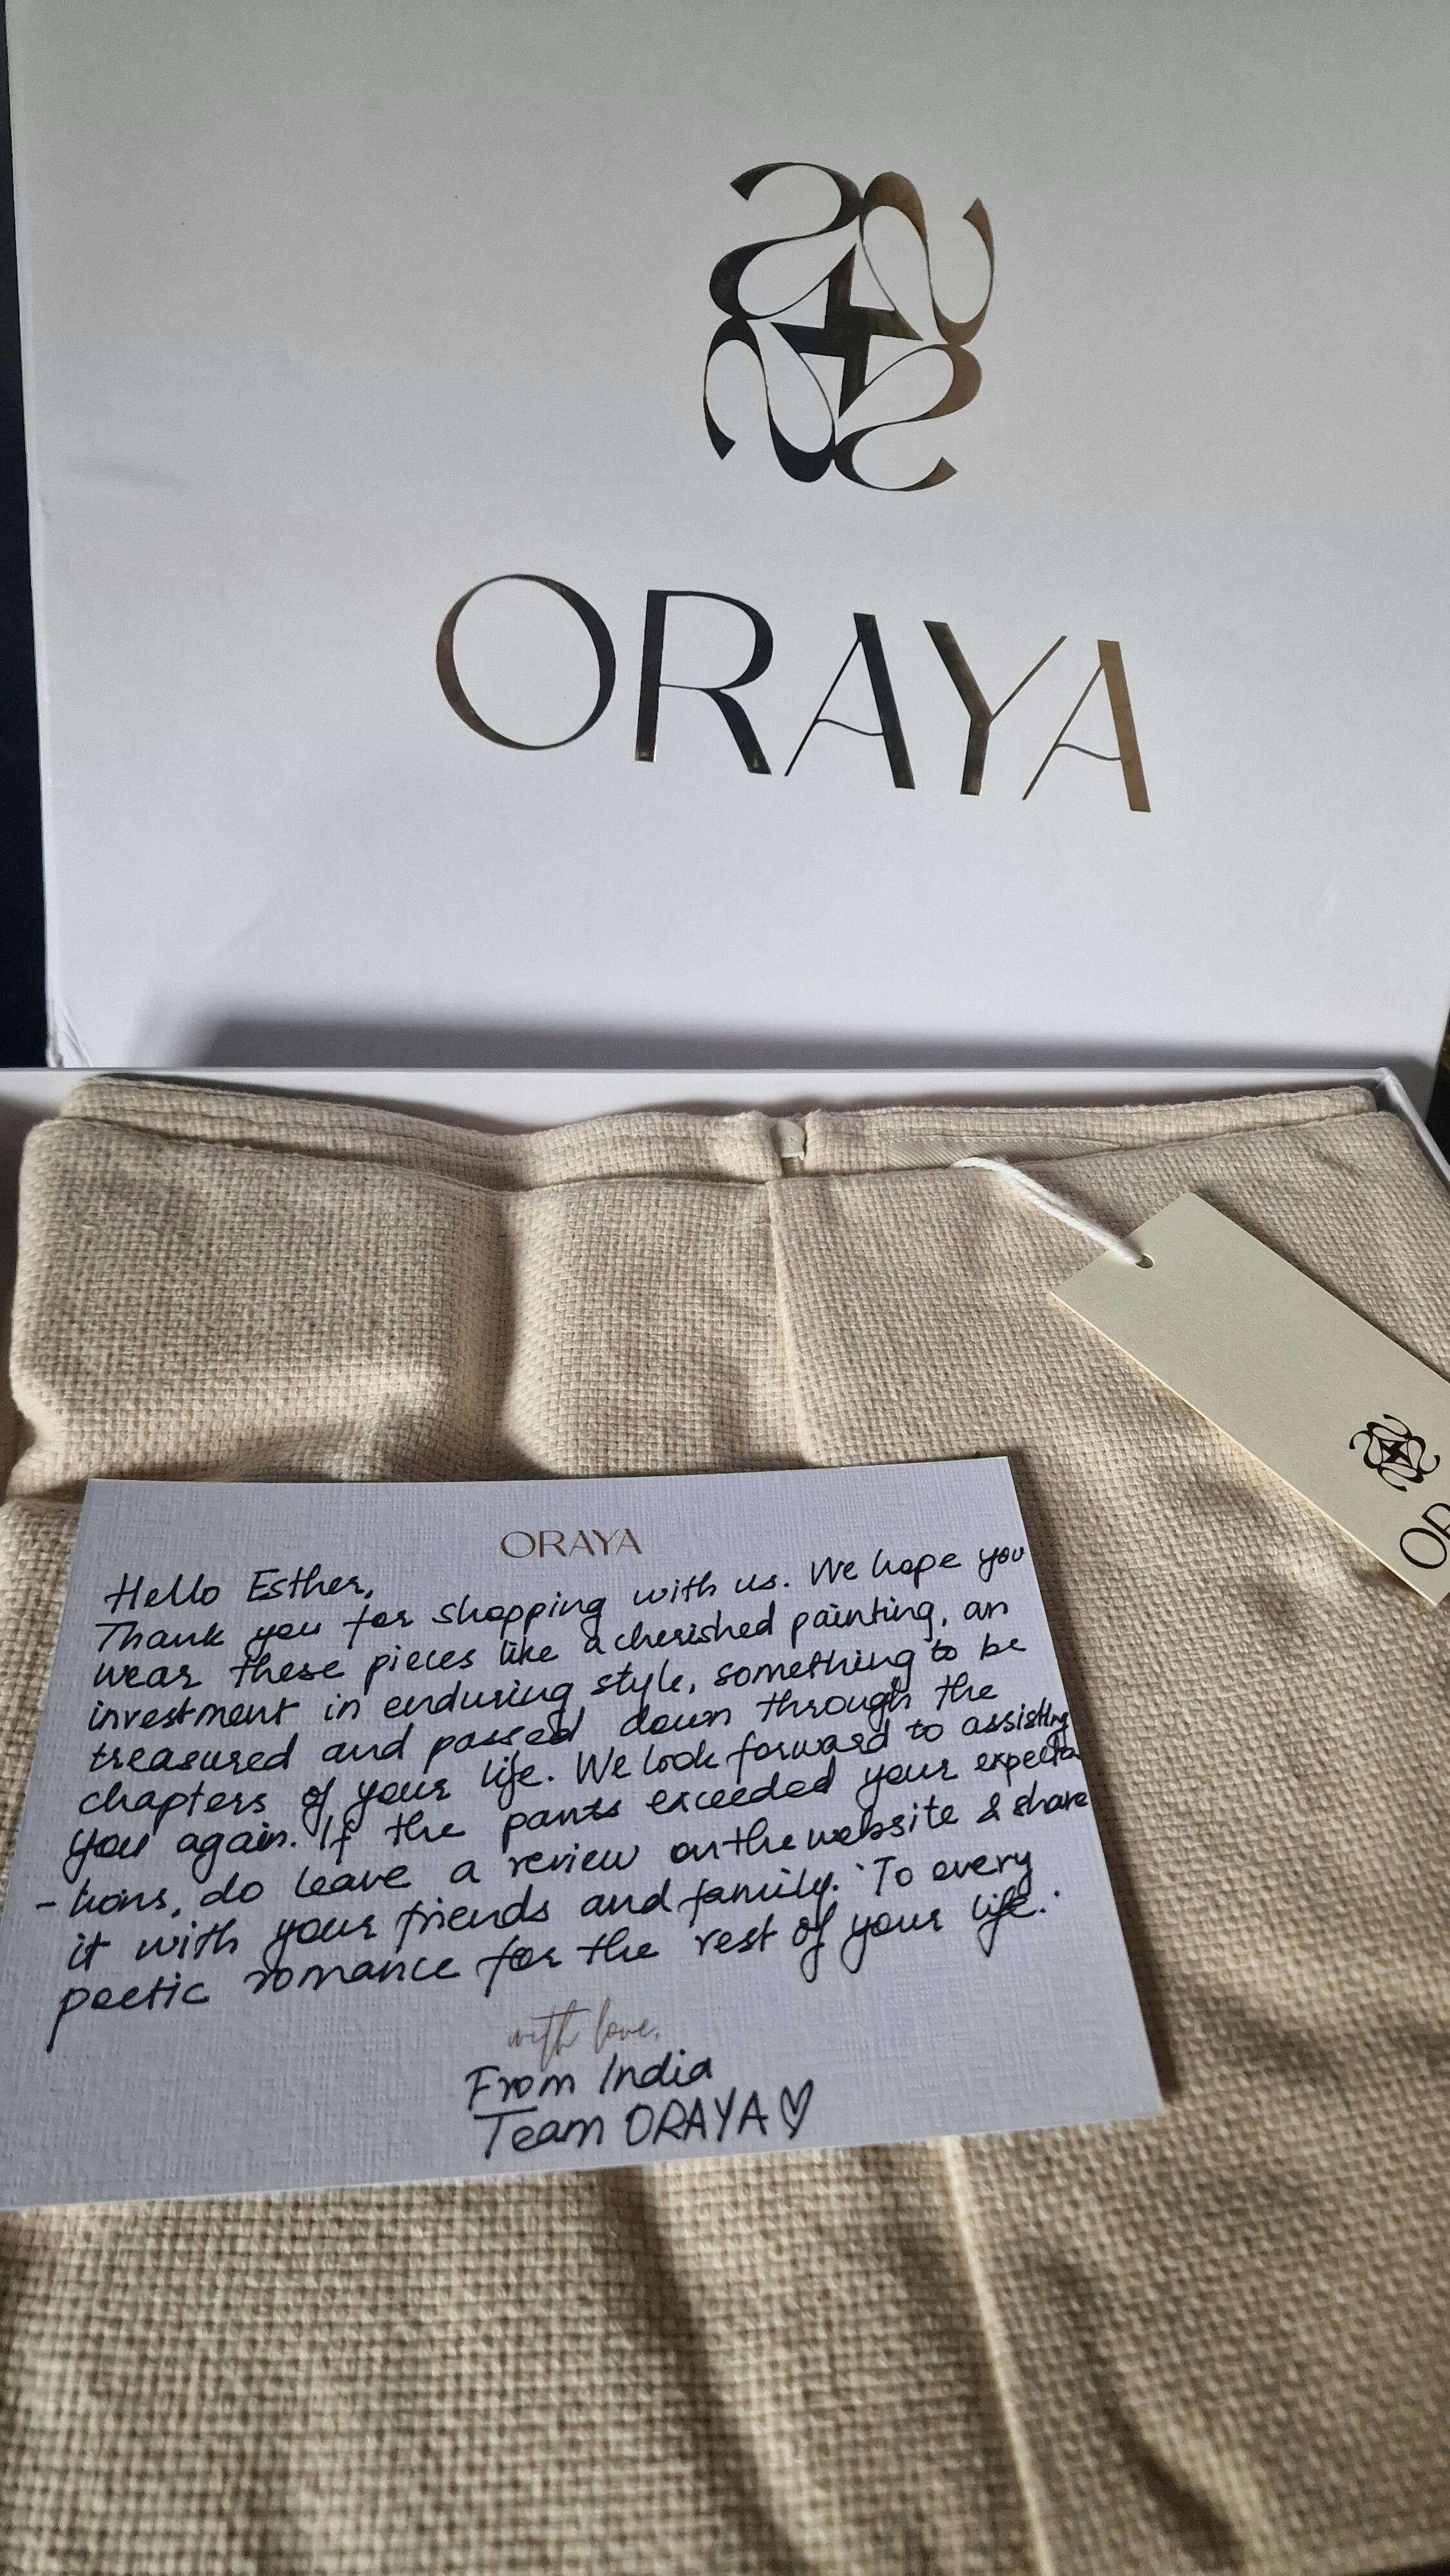 ORAYA
OR
ORAYA
Hello Esther,
Thank you for shopping with us. We hope you
wear these pieces like a cherished painting, an
investment in enduring style, something to be
treasured and passed down through the
chapters of your life. We look forward to assisting
you again. If the pants exceeded your expecta
-tions, do leave a review on the website & share
it with your friends and family. To every
poetic romance for the rest of your life.
with love,
From India
Team ORAYA♡